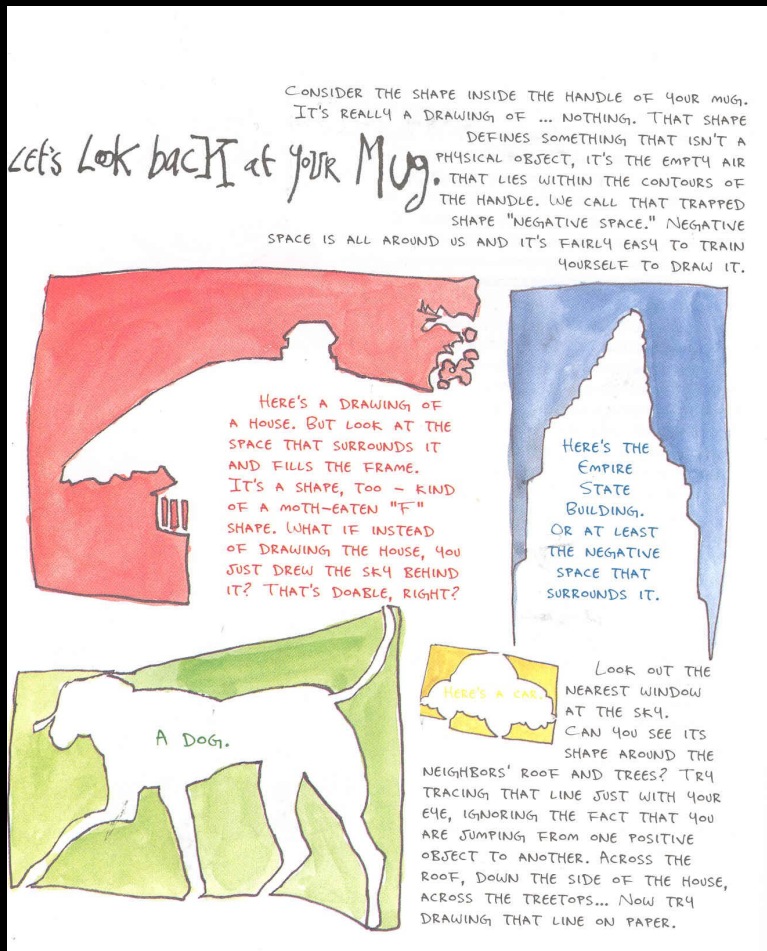 LET'S LOOK BACK AT YOUR MUG.
CONSIDER THE SHAPE INSIDE THE HANDLE OF YOUR MUG.
IT'S REALLY A DRAWING OF ... NOTHING. THAT SHAPE
DEFINES SOMETHING THAT ISN'T A
PHYSICAL OBJECT, IT'S THE EMPTY AIR
THAT LIES WITHIN THE CONTOURS OF
THE HANDLE. WE CALL THAT TRAPPED
SHAPE "NEGATIVE SPACE." NEGATIVE
SPACE IS ALL AROUND US AND IT'S FAIRLY EASY TO TRAIN
YOURSELF TO DRAW IT.
HERE'S A DRAWING OF
A HOUSE. BUT LOOK AT THE
SPACE THAT SURROUNDS IT
AND FILLS THE FRAME.
IT'S A SHAPE, TOO – KIND
OF A MOTH-EATEN "F"
SHAPE. WHAT IF INSTEAD
OF DRAWING THE HOUSE, YOU
JUST DREW THE SKY BEHIND
IT? THAT'S DOABLE, RIGHT?
HERE'S THE
EMPIRE
STATE
BUILDING.
OR AT LEAST
THE NEGATIVE
SPACE THAT
SURROUNDS IT.
A DOG.
HERE'S A CAR.
LOOK OUT THE
NEAREST WINDOW
AT THE SKY.
CAN YOU SEE ITS
SHAPE AROUND THE
NEIGHBORS' ROOF AND TREES? TRY
TRACING THAT LINE JUST WITH YOUR
EYE, IGNORING THE FACT THAT YOU
ARE JUMPING FROM ONE POSITIVE
OBJECT TO ANOTHER. ACROSS THE
ROOF, DOWN THE SIDE OF THE HOUSE,
ACROSS THE TREETOPS... NOW TRY
DRAWING THAT LINE ON PAPER.